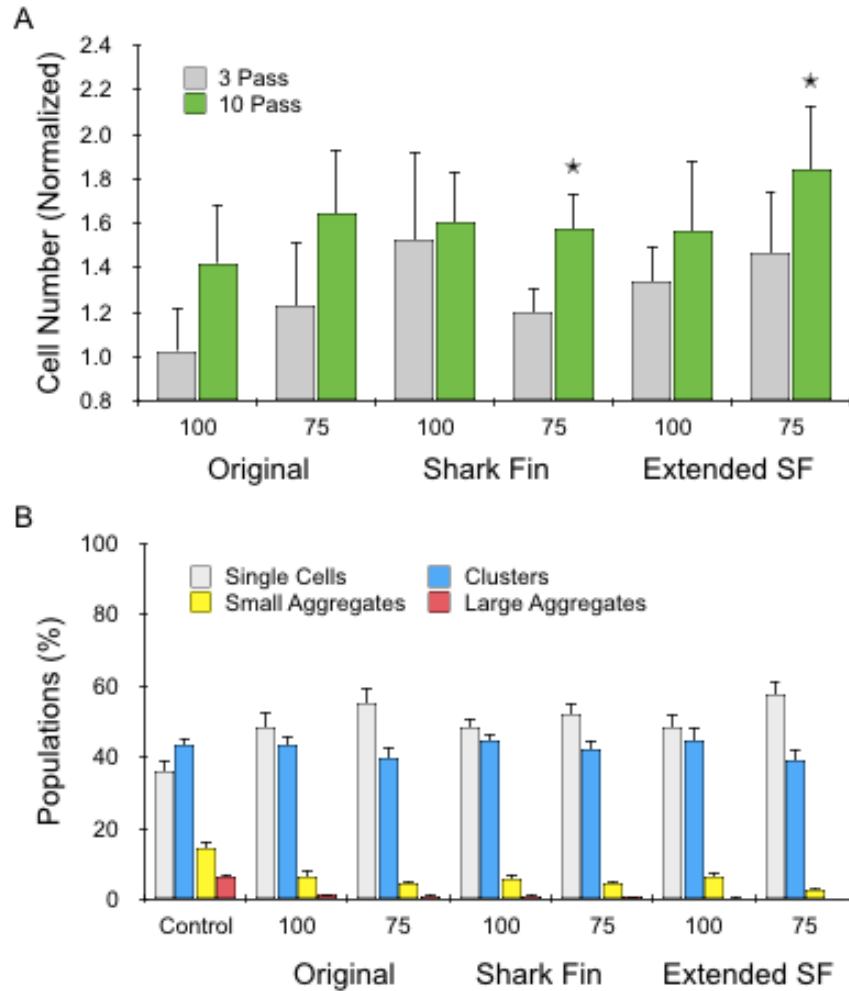 A
Cell Number (Normalized)
2.4
2.2
2.0
1.8
1.6
1.4
1.2
1.0
0.8
3 Pass
10 Pass
100 75 100 75 100 75
Original Shark Fin Extended SF
B
Populations (%)
100
80
60
40
20
0
Single Cells Clusters
Small Aggregates Large Aggregates
Control 100 75 100 75 100 75
Original Shark Fin Extended SF